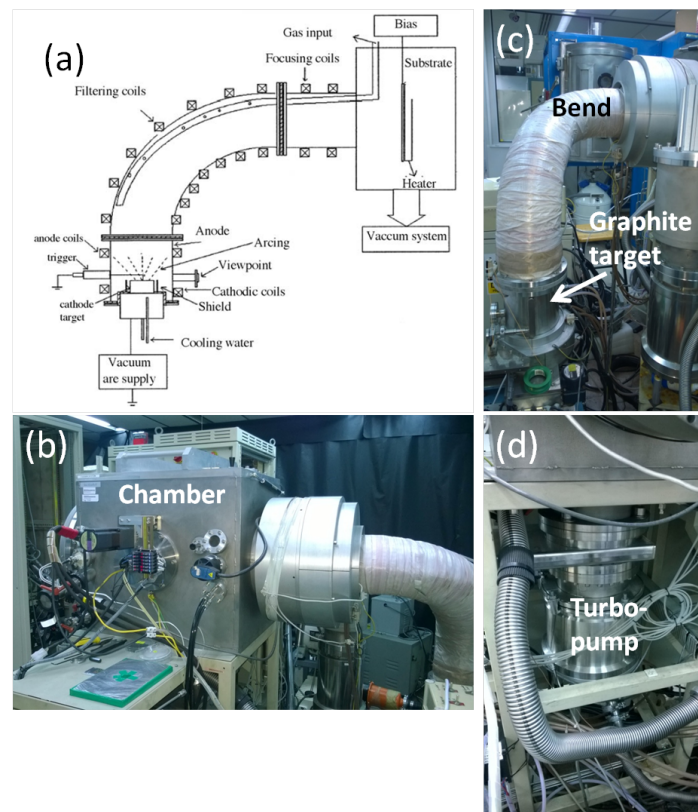 (a)
Gas input
Bias
Focusing coils
Substrate
Filtering coils
Heater
Anode
anode coils
Arcing
Vaccum system
trigger
Viewpoint
cathode
target
Cathodic coils
Shield
Cooling water
Vacuum
are supply
(b)
Chamber
(c)
Bend
Graphite
target
(d)
Turbo-
pump